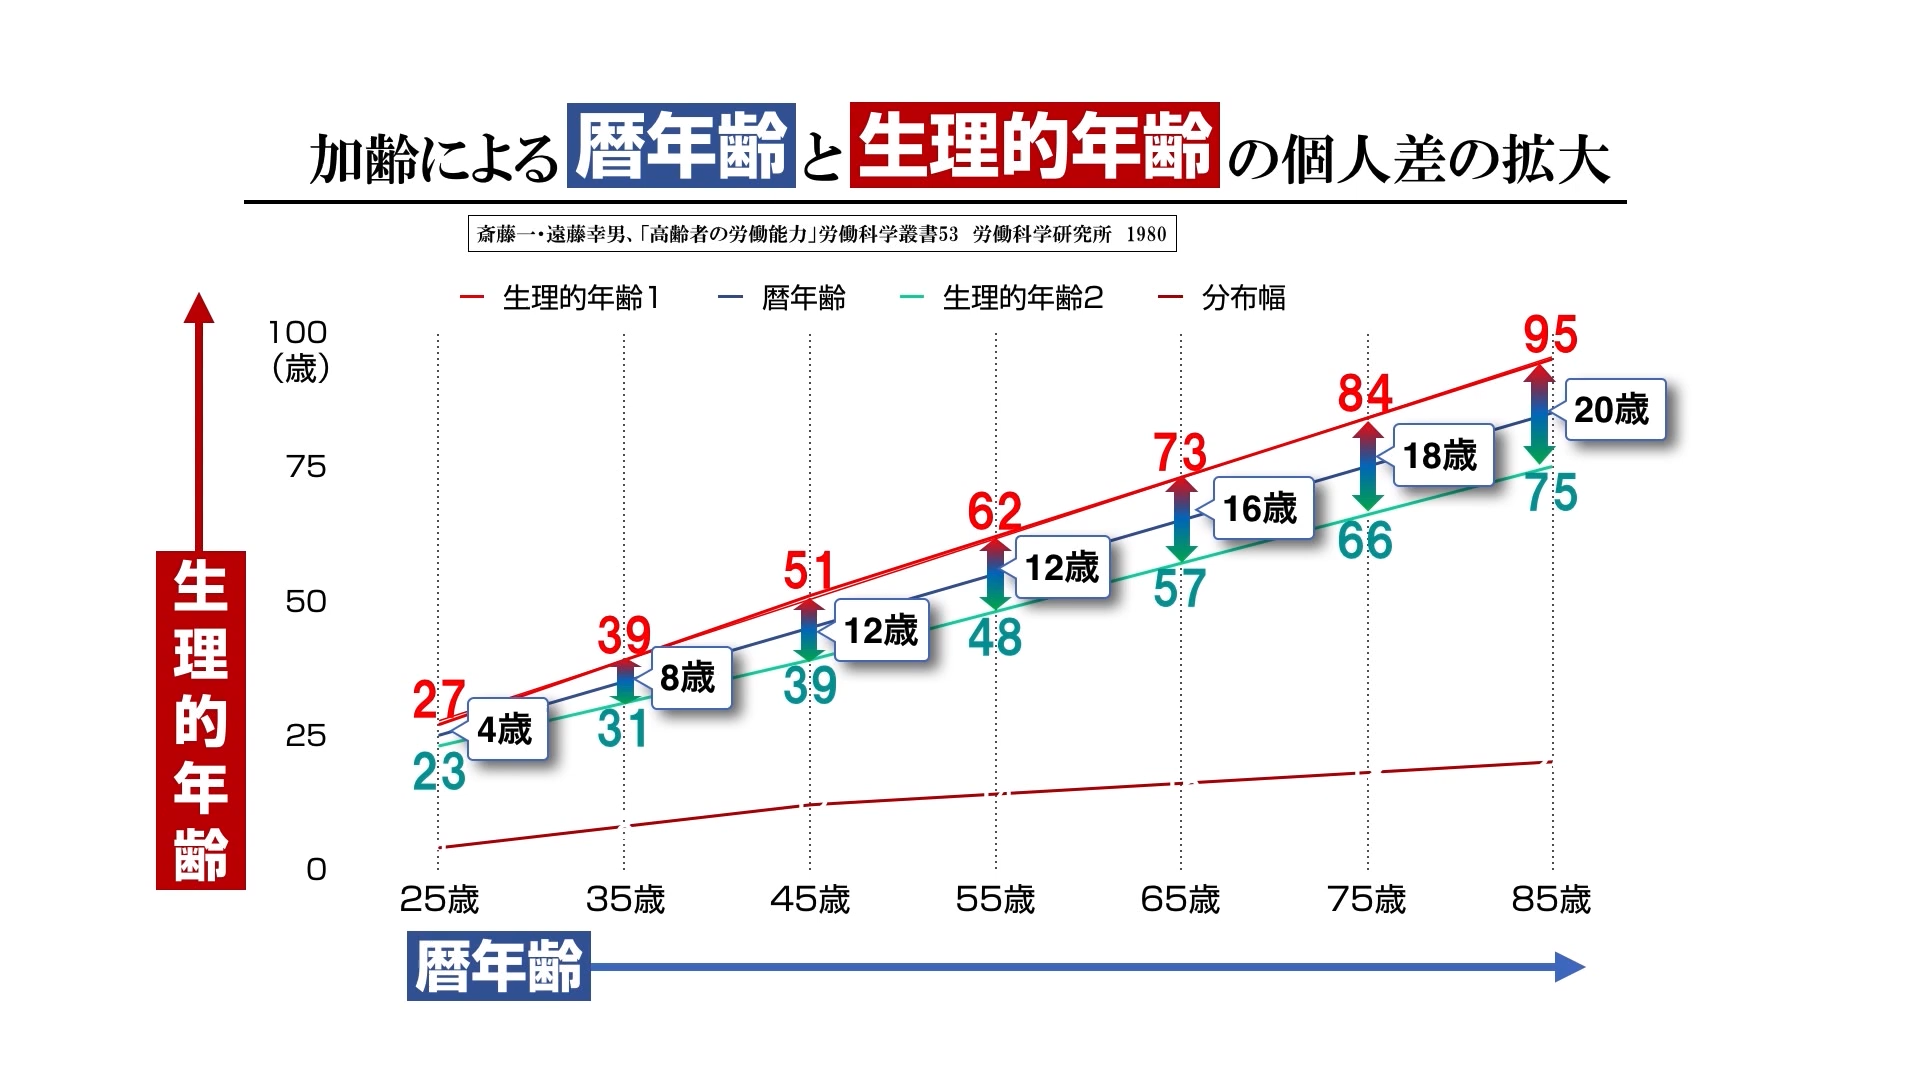 加齢による暦年齢と生理的年齢の個人差の拡大
斎藤一・遠藤幸男、「高齢者の労働能力」労働科学叢書53 労働科学研究所 1980
生理的年齢1 暦年齢 生理的年齢2 分布幅
100
(歳)
75
50
25
0
生理的年齢
27
39
51
62
73
84
95
4歳
8歳
12歳
12歳
16歳
18歳
20歳
23
31
39
48
57
66
75
25歳 35歳 45歳 55歳 65歳 75歳 85歳
暦年齢